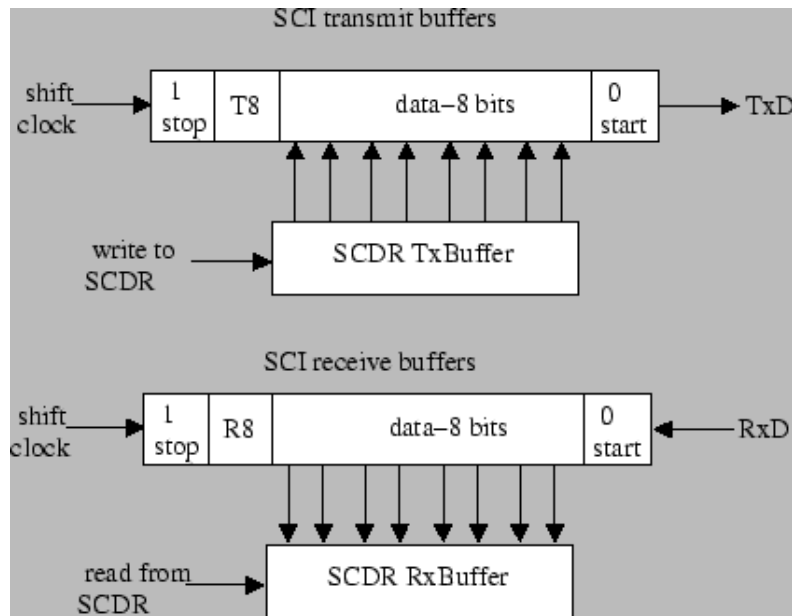 SCI transmit buffers
shift
clock
1
stop
T8
data–8 bits
0
start
TxD
write to
SCDR
SCDR TxBuffer
SCI receive buffers
shift
clock
1
stop
R8
data–8 bits
0
start
RxD
read from
SCDR
SCDR RxBuffer